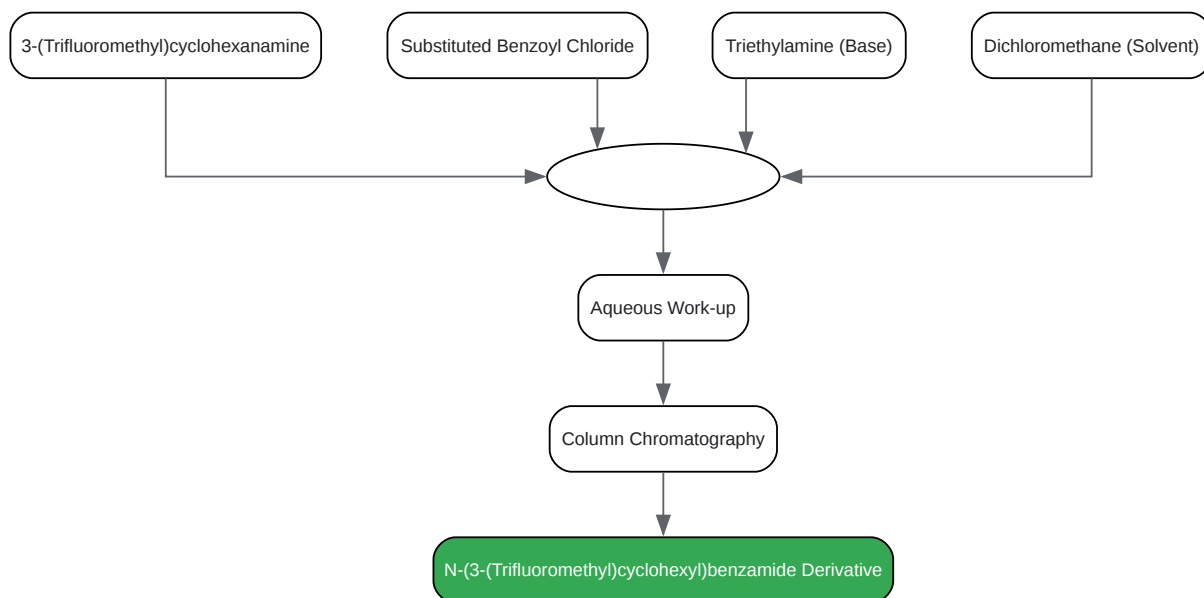 3-(Trifluoromethyl)cyclohexanamine
Substituted Benzoyl Chloride
Triethylamine (Base)
Dichloromethane (Solvent)
Aqueous Work-up
Column Chromatography
N-(3-(Trifluoromethyl)cyclohexyl)benzamide Derivative